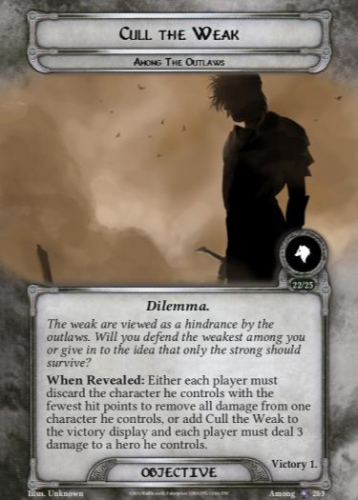 Cull the Weak
Among The Outlaws
22/25
Dilemma.
The weak are viewed as a hindrance by the
outlaws. Will you defend the weakest among you
or give in to the idea that only the strong should
survive?
When Revealed: Either each player must
discard the character he controls with the
fewest hit points to remove all damage from one
character he controls, or add Cull the Weak to
the victory display and each player must deal 3
damage to a hero he controls.
Victory 1.
OBJECTIVE
Illus. Unknown
Among
263